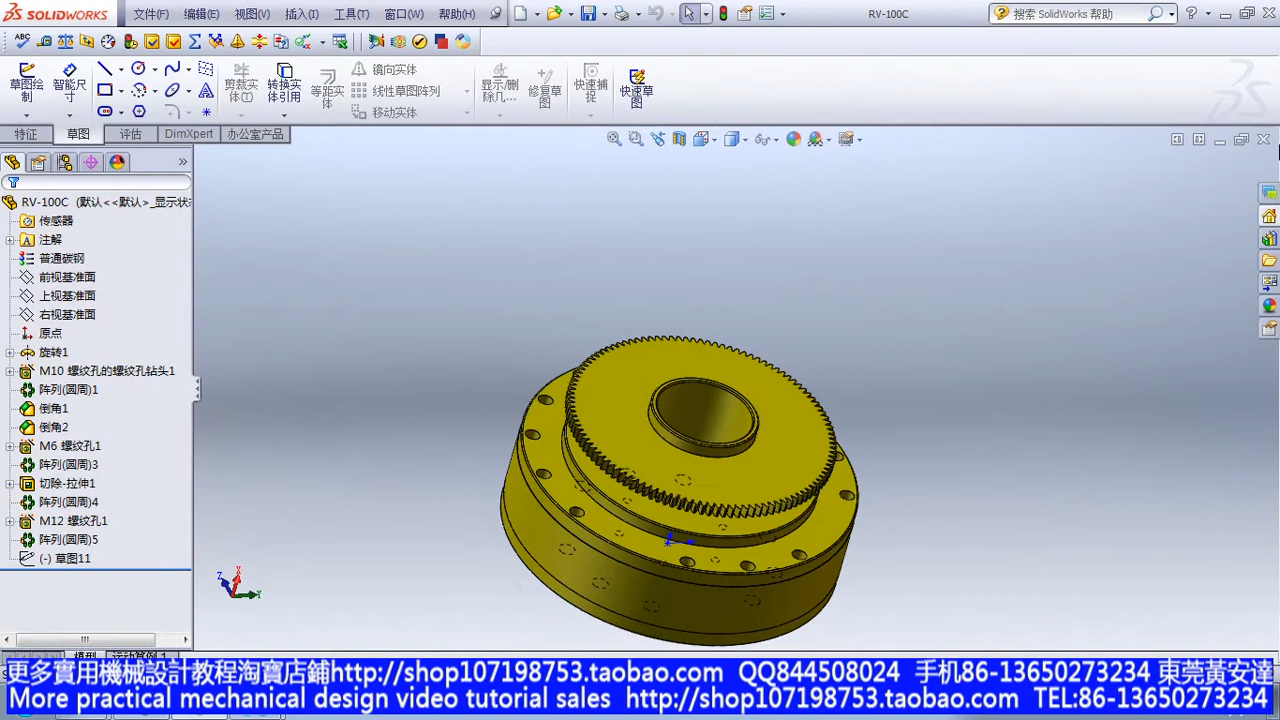 SOLIDWORKS 文件(F) 编辑(E) 视图(V) 插入(I) 工具(T) 窗口(W) 帮助(H) RV-100C 搜索 SolidWorks 帮助
草图绘制 智能尺寸 剪裁实体(T) 转换实体引用 等距实体 镜向实体 线性草图阵列 移动实体 显示/删除几... 修复草图 快速捕捉 快速草图
特征 草图 评估 DimXpert 办公室产品
RV-100C (默认<<默认>_显示状
传感器
注解
普通碳钢
前视基准面
上视基准面
右视基准面
原点
旋转1
M10 螺纹孔的螺纹孔钻头1
阵列(圆周)1
倒角1
倒角2
M6 螺纹孔1
阵列(圆周)3
切除-拉伸1
阵列(圆周)4
M12 螺纹孔1
阵列(圆周)5
(-) 草图11
Z X Y
模型 运动算例 1
更多實用機械設計教程淘寶店鋪http://shop107198753.taobao.com QQ844508024 手机86-13650273234 東莞黃安達
More practical mechanical design video tutorial sales http://shop107198753.taobao.com TEL:86-13650273234